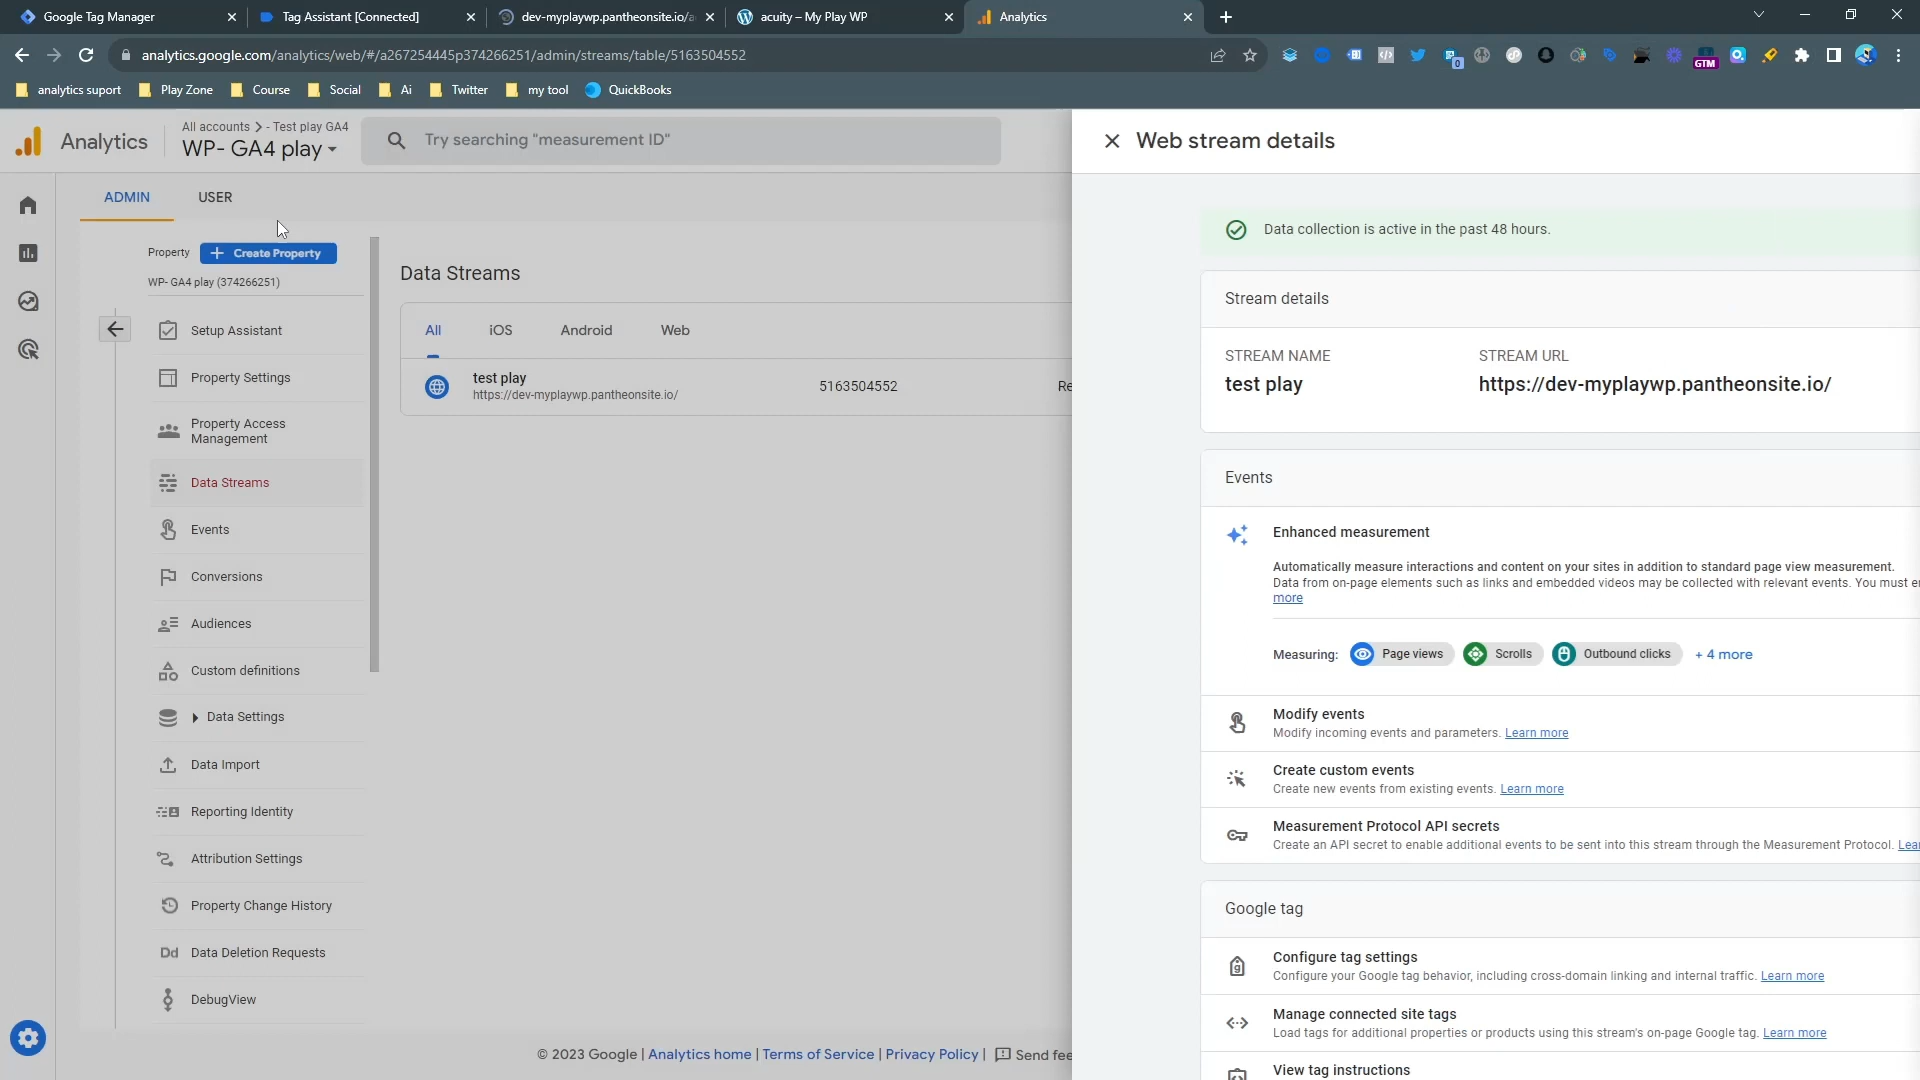 Google Tag Manager
Tag Assistant [Connected]
dev-myplaywp.pantheonsite.io/a
acuity – My Play WP
Analytics
analytics.google.com/analytics/web/#/a267254445p374266251/admin/streams/table/5163504552
0
GTM
analytics suport
Play Zone
Course
Social
Ai
Twitter
my tool
QuickBooks
Analytics
All accounts > - Test play GA4
WP- GA4 play
Try searching "measurement ID"
Web stream details
ADMIN
USER
Property
Create Property
WP- GA4 play (374266251)
Setup Assistant
Property Settings
Property Access
Management
Data Streams
Events
Conversions
Audiences
Custom definitions
Data Settings
Data Import
Reporting Identity
Attribution Settings
Property Change History
Dd Data Deletion Requests
DebugView
Data Streams
All
iOS
Android
Web
test play
https://dev-myplaywp.pantheonsite.io/
5163504552
Re
Data collection is active in the past 48 hours.
Stream details
STREAM NAME
STREAM URL
test play
https://dev-myplaywp.pantheonsite.io/
Events
Enhanced measurement
Automatically measure interactions and content on your sites in addition to standard page view measurement.
Data from on-page elements such as links and embedded videos may be collected with relevant events. You must en
more
Measuring:
Page views
Scrolls
Outbound clicks
+ 4 more
Modify events
Modify incoming events and parameters. Learn more
Create custom events
Create new events from existing events. Learn more
Measurement Protocol API secrets
Create an API secret to enable additional events to be sent into this stream through the Measurement Protocol. Lear
Google tag
Configure tag settings
Configure your Google tag behavior, including cross-domain linking and internal traffic. Learn more
Manage connected site tags
Load tags for additional properties or products using this stream's on-page Google tag. Learn more
View tag instructions
© 2023 Google | Analytics home | Terms of Service | Privacy Policy | Send fee